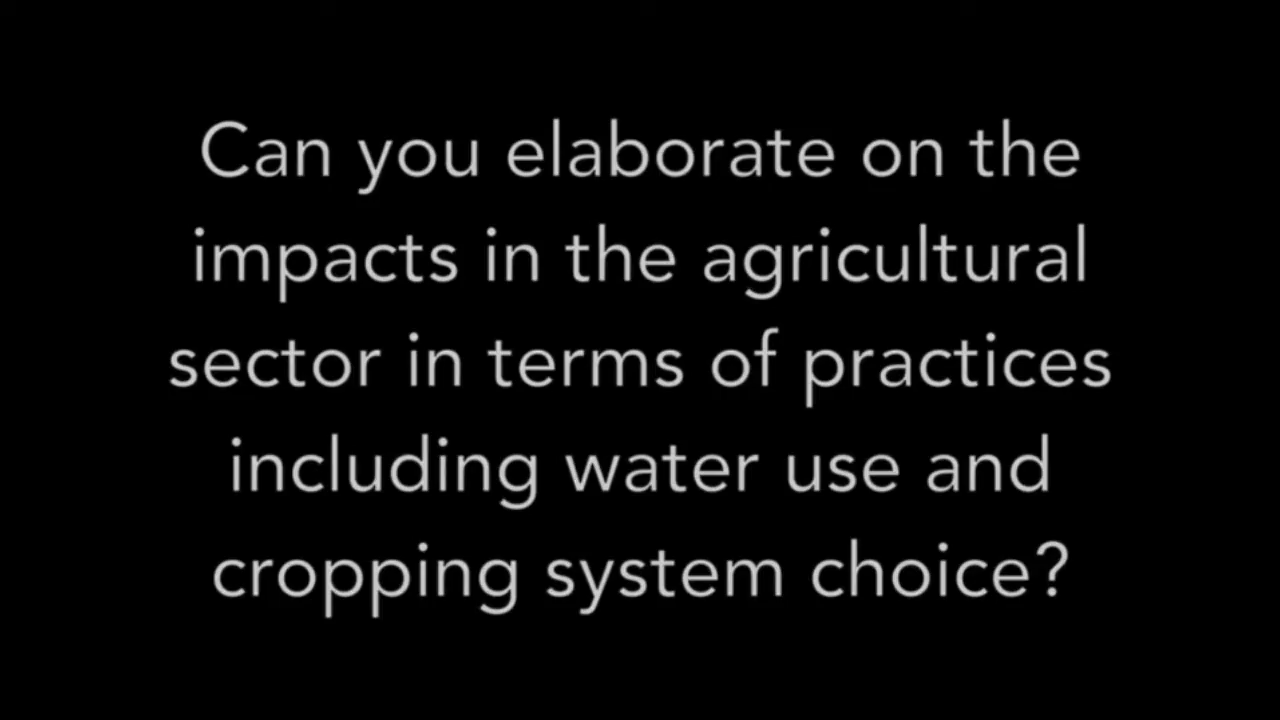 Can you elaborate on the
impacts in the agricultural
sector in terms of practices
including water use and
cropping system choice?